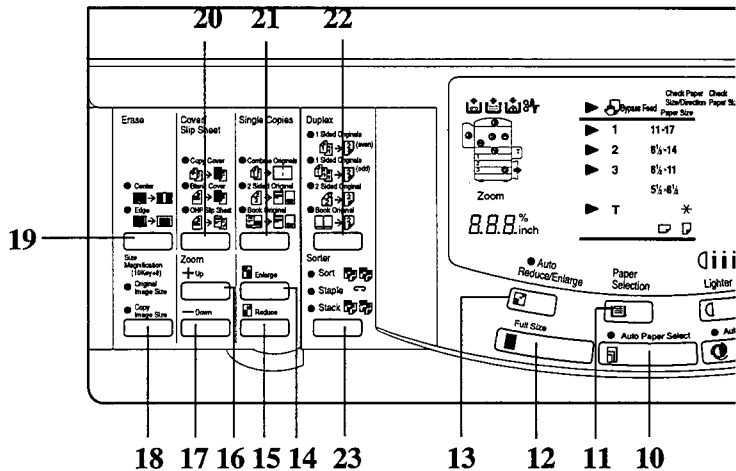 20 21 22
Erase
Cover/
Slip Sheet
Single Copies
Duplex
Center
Edge
Copy Cover
Blank Cover
OHP Slip Sheet
Combine Originals
2 Sided Original
Book Original
1 Sided Originals
(even)
1 Sided Originals
(odd)
2 Sided Original
Book Original
19
Size
Magnification
(10Key+#)
Original
Image Size
Copy
Image Size
Zoom
Up
Down
Enlarge
Reduce
Sorter
Sort
Staple
Stack
Check Paper
Size/Direction
Check
Bypass Feed
Paper Size
1 11-17
2 8½-14
3 8½-11
5½-8½
T
Zoom
8.8.8.% inch
Auto
Reduce/Enlarge
Full Size
Paper
Selection
Auto Paper Select
Lighter
18 17 16 15 14 23 13 12 11 10